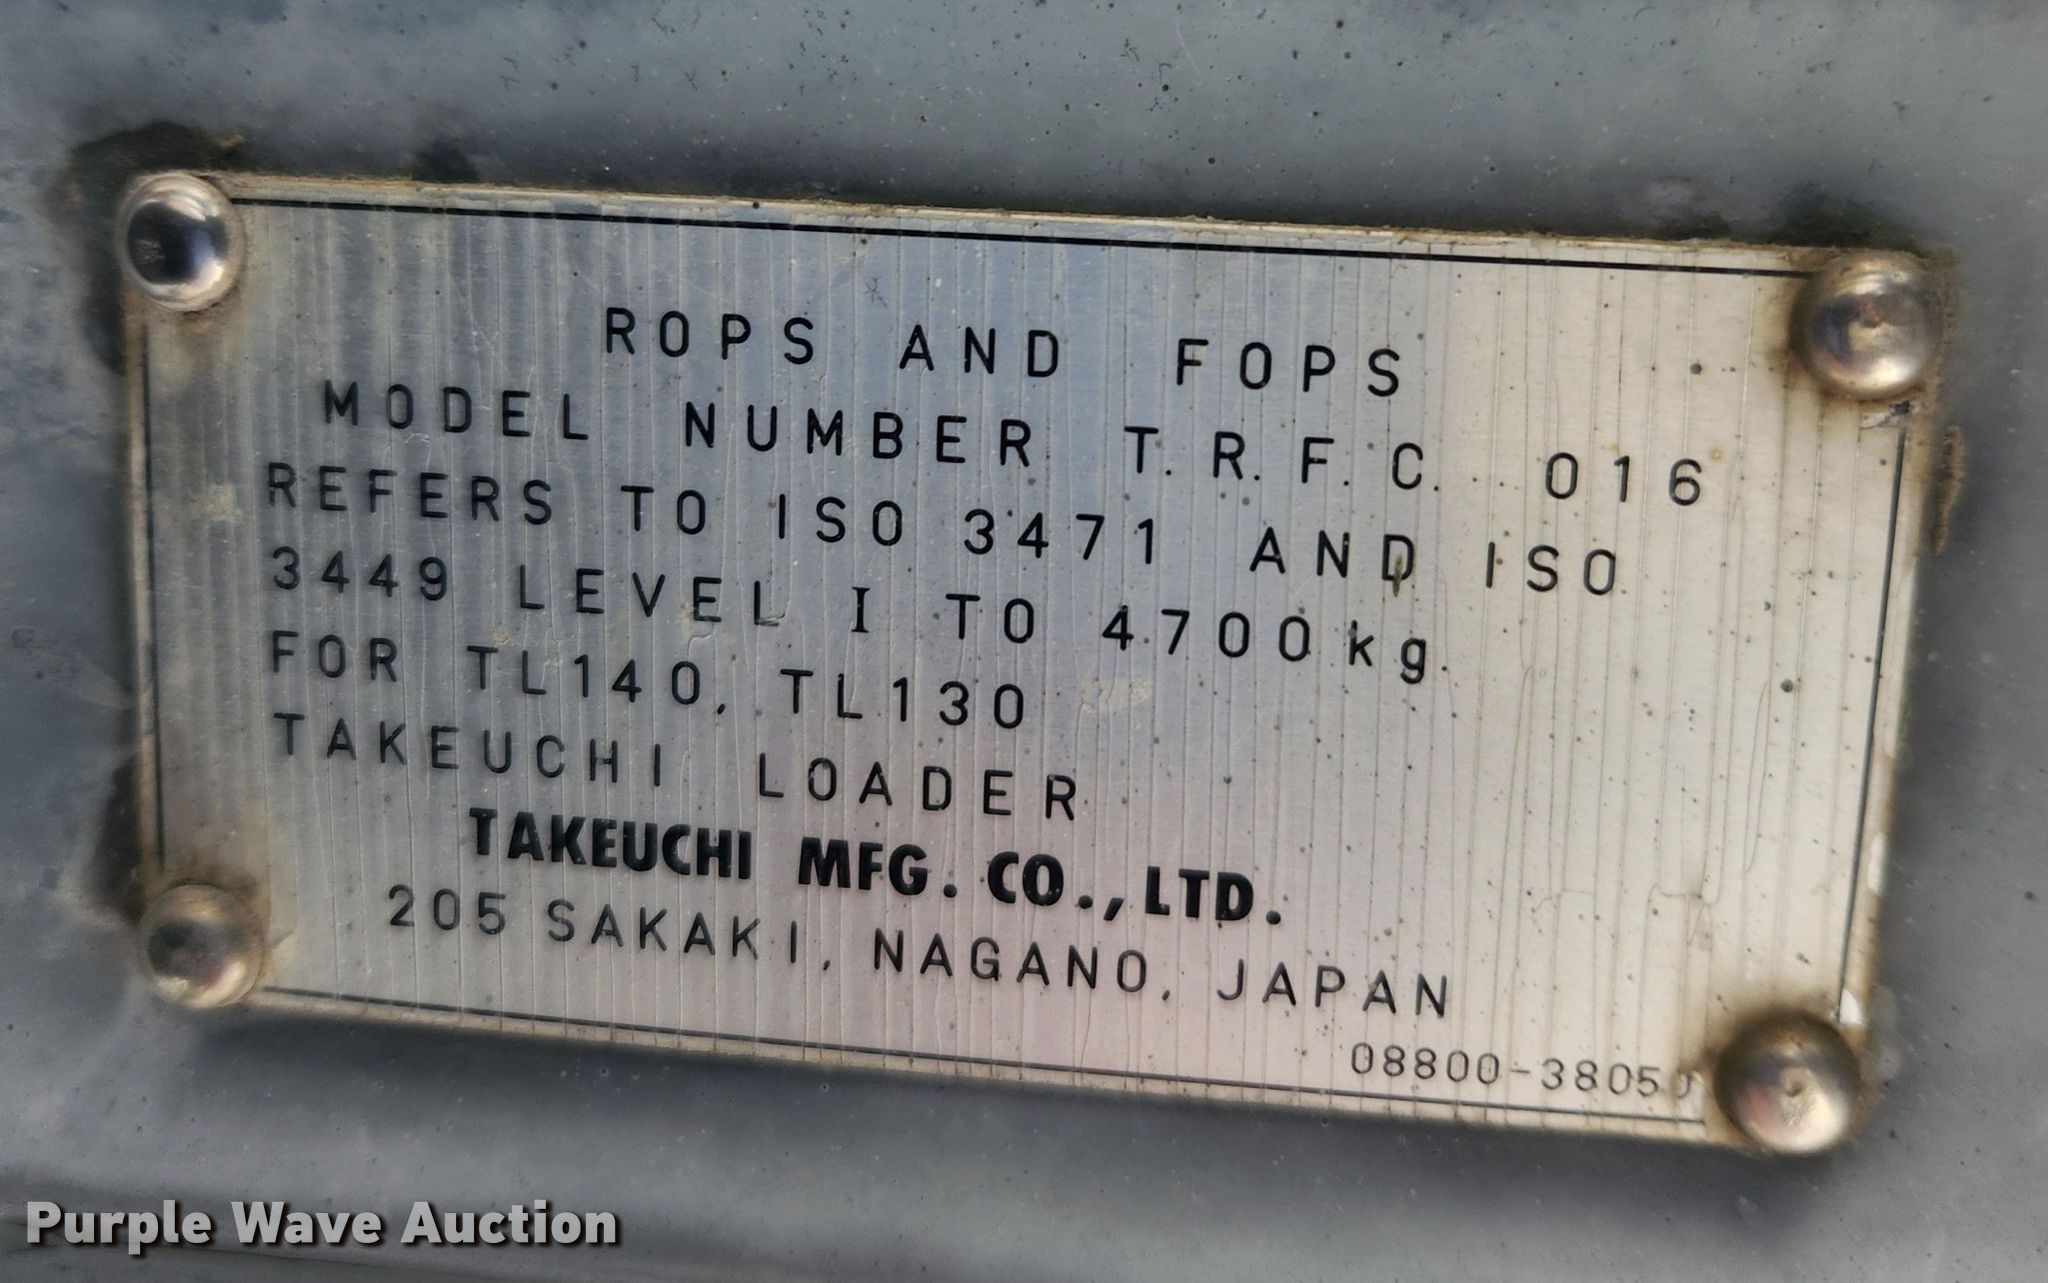 ROPS AND FOPS
MODEL NUMBER T.R.F.C. 016
REFERS TO ISO 3471 AND ISO
3449 LEVEL I TO 4700kg.
FOR TL140, TL130
TAKEUCHI LOADER
TAKEUCHI MFG. CO., LTD.
205 SAKAKI, NAGANO, JAPAN
Purple Wave Auction